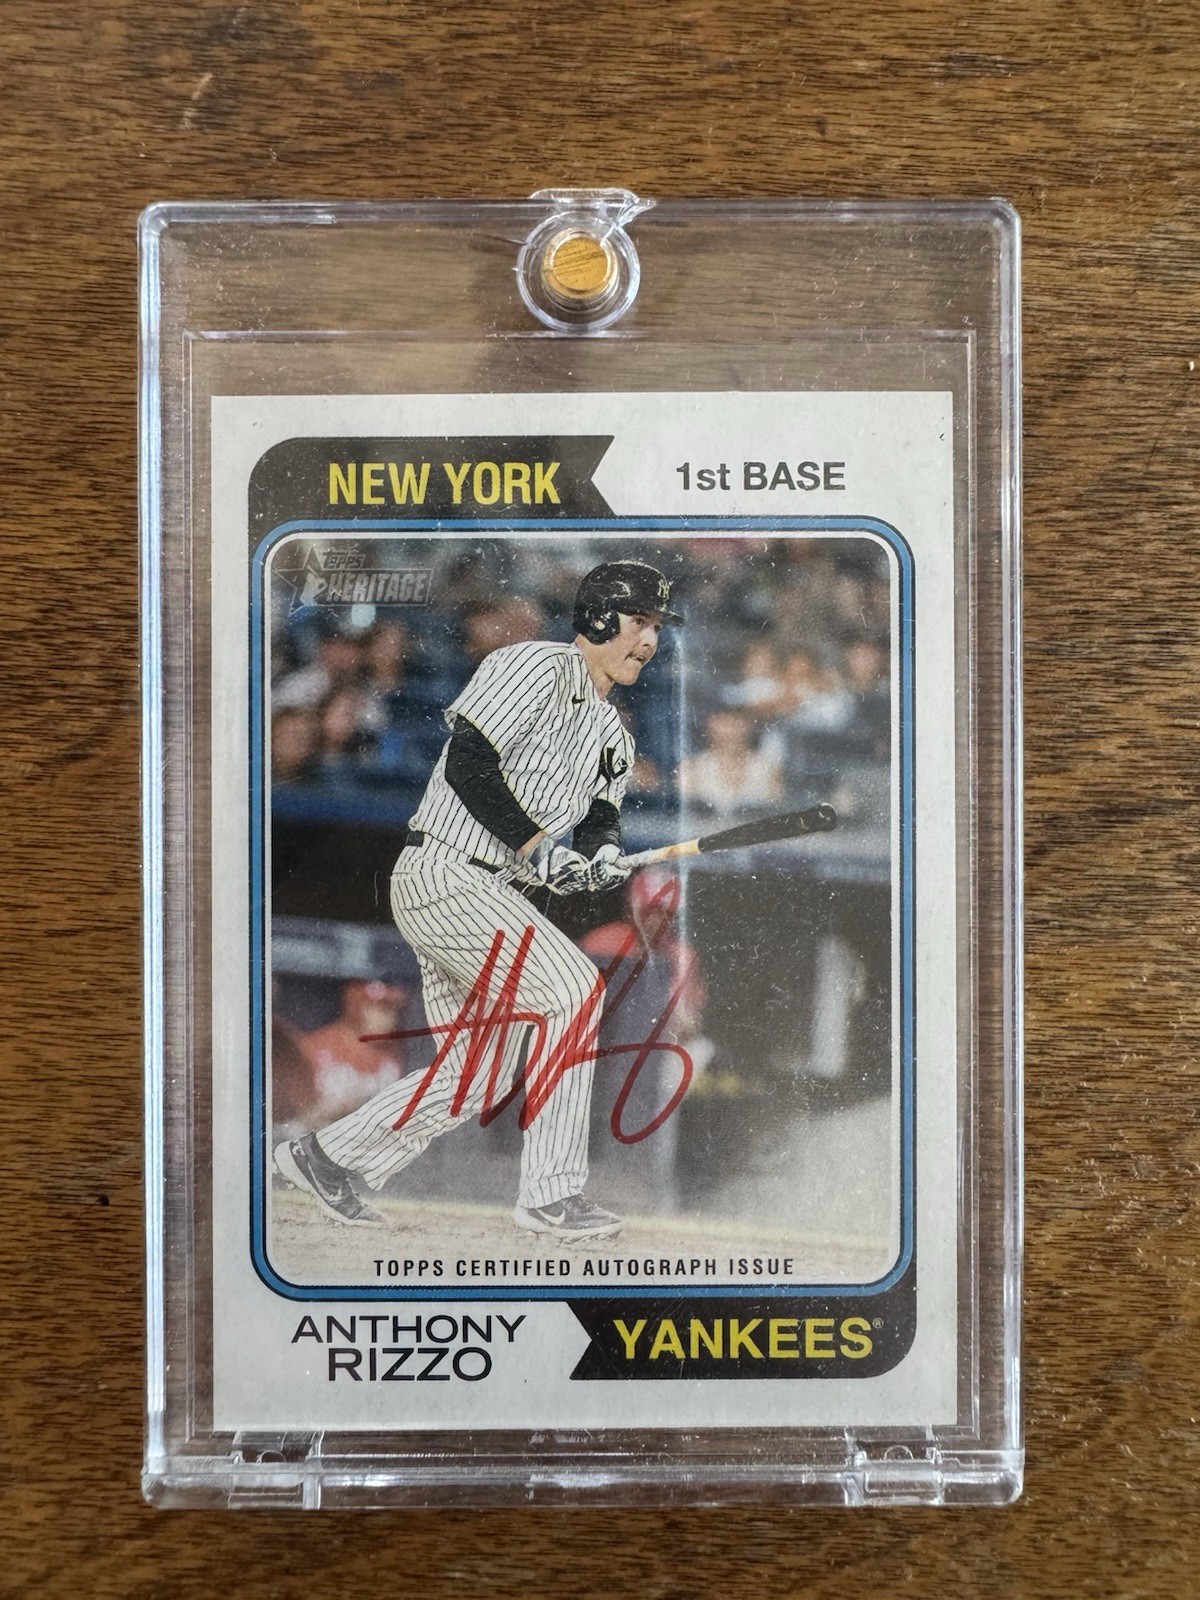 NEW YORK
1st BASE
TOPPS
HERITAGE
TOPPS CERTIFIED AUTOGRAPH ISSUE
ANTHONY
RIZZO
YANKEES®